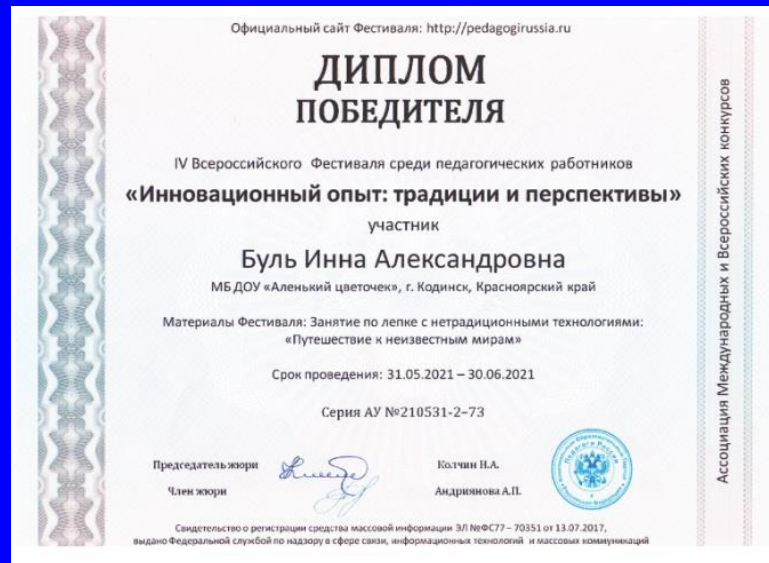 Официальный сайт Фестиваля: http://pedagogirussia.ru
ДИПЛОМ
ПОБЕДИТЕЛЯ
IV Всероссийского Фестиваля среди педагогических работников
«Инновационный опыт: традиции и перспективы»
участник
Буль Инна Александровна
МБ ДОУ «Аленький цветочек», г. Кодинск, Красноярский край
Материалы Фестиваля: Занятие по лепке с нетрадиционными технологиями:
«Путешествие к неизвестным мирам»
Срок проведения: 31.05.2021 – 30.06.2021
Серия АУ №210531-2–73
Председатель жюри Колчин Н.А.
Член жюри Андриянова А.П.
Педагоги России
Свидетельство о регистрации средства массовой информации ЭЛ №ФС77 – 70351 от 13.07.2017,
выдано Федеральной службой по надзору в сфере связи, информационных технологий и массовых коммуникаций
Ассоциация Международных и Всероссийских конкурсов